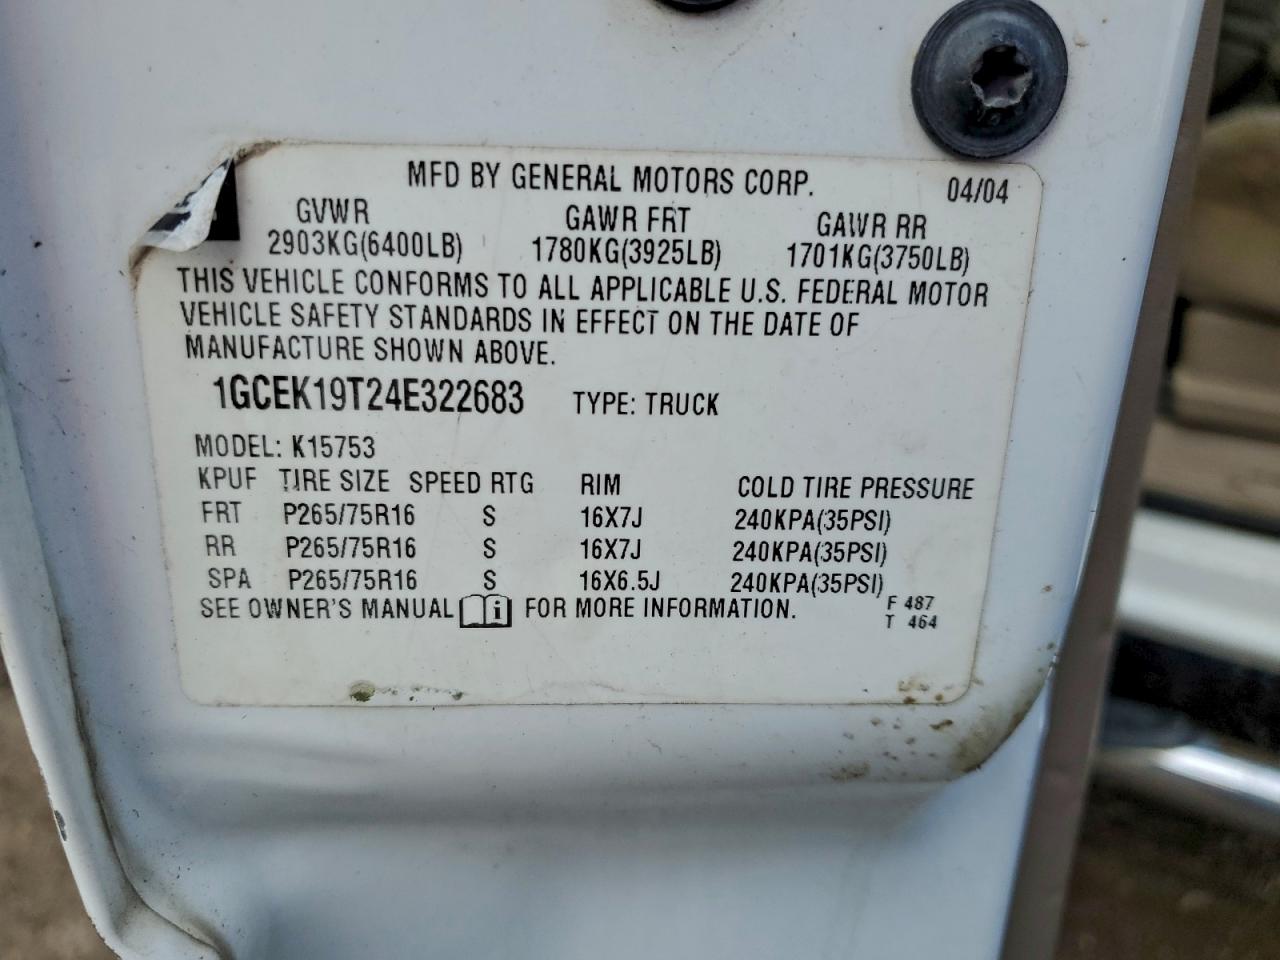 MFD BY GENERAL MOTORS CORP. 04/04
GVWR GAWR FRT GAWR RR
2903KG(6400LB) 1780KG(3925LB) 1701KG(3750LB)
THIS VEHICLE CONFORMS TO ALL APPLICABLE U.S. FEDERAL MOTOR
VEHICLE SAFETY STANDARDS IN EFFECT ON THE DATE OF
MANUFACTURE SHOWN ABOVE.
1GCEK19T24E322683 TYPE: TRUCK
MODEL: K15753
KPUF TIRE SIZE SPEED RTG RIM COLD TIRE PRESSURE
FRT P265/75R16 S 16X7J 240KPA(35PSI)
RR P265/75R16 S 16X7J 240KPA(35PSI)
SPA P265/75R16 S 16X6.5J 240KPA(35PSI)
SEE OWNER'S MANUAL i FOR MORE INFORMATION. F 487
T 464